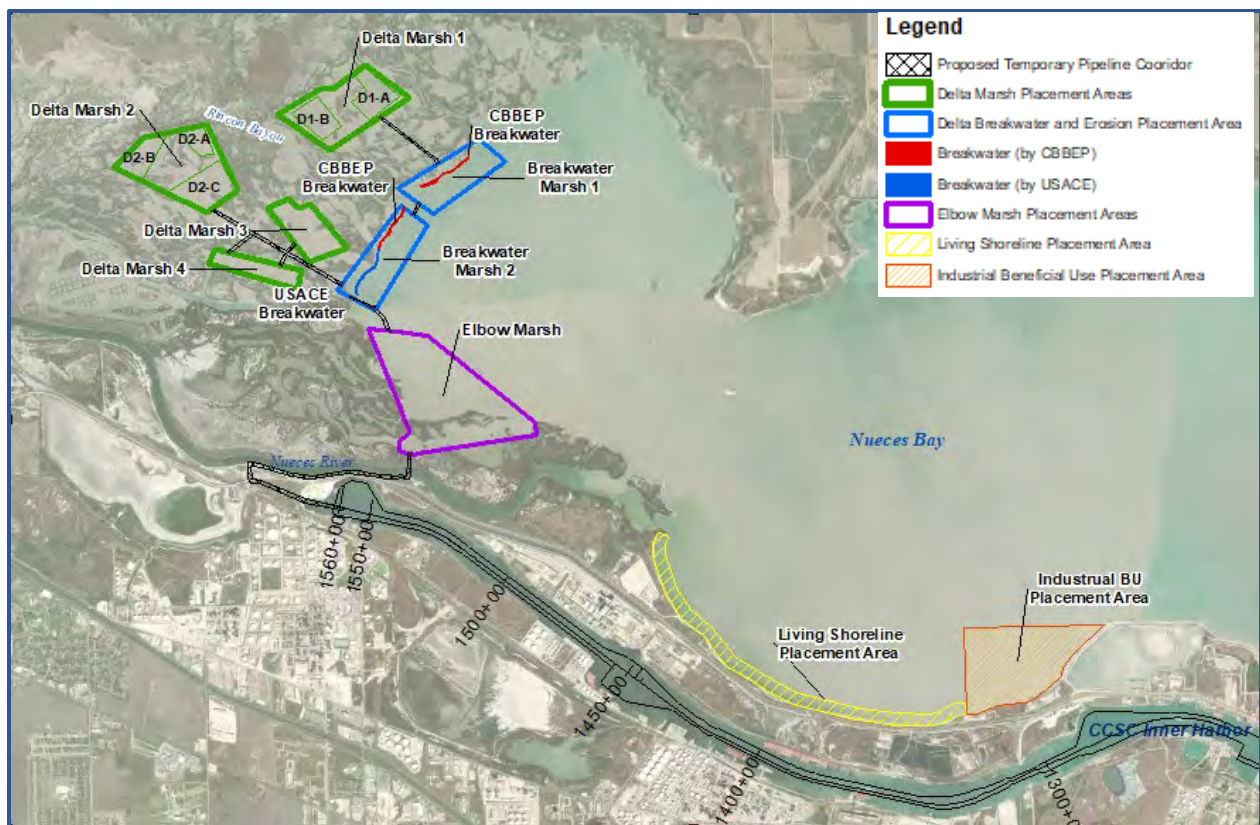 Legend
Proposed Temporary Pipeline Cooridor
Delta Marsh Placement Areas
Delta Breakwater and Erosion Placement Area
Breakwater (by CBBEP)
Breakwater (by USACE)
Elbow Marsh Placement Areas
Living Shoreline Placement Area
Industrial Beneficial Use Placement Area
Delta Marsh 1
D1-A
D1-B
Delta Marsh 2
Rincon Bayou
D2-A
D2-B
D2-C
CBBEP
Breakwater
CBBEP
Breakwater
Breakwater
Marsh 1
Delta Marsh 3
Breakwater
Marsh 2
Delta Marsh 4
USACE
Breakwater
Elbow Marsh
Nueces Bay
Nueces River
1560+00
1550+00
1500+00
1450+00
1400+00
1300+0
Industrual BU
Placement Area
Living Shoreline
Placement Area
CCSC Inner Harbor